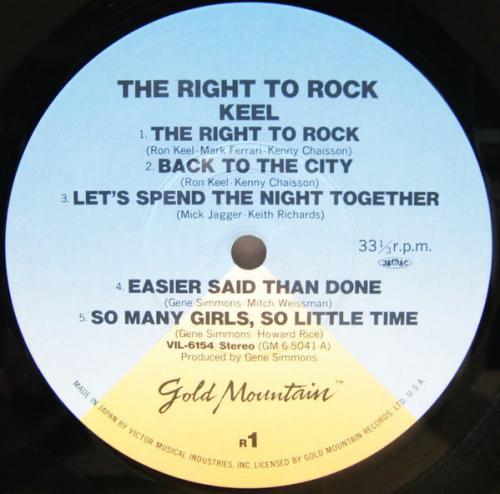 THE RIGHT TO ROCK
KEEL
1. THE RIGHT TO ROCK
(Ron Keel·Mark Ferrari·Kenny Chaisson)
2. BACK TO THE CITY
(Ron Keel·Kenny Chaisson)
3. LET'S SPEND THE NIGHT TOGETHER
(Mick Jagger·Keith Richards)
33⅓r.p.m.
JASRAC
4. EASIER SAID THAN DONE
(Gene Simmons·Mitch Weissman)
5. SO MANY GIRLS, SO LITTLE TIME
(Gene Simmons·Howard Rice)
VIL-6154, Stereo (GM 6-5041-A)
Produced by Gene Simmons
Gold Mountain™
R1
MADE IN JAPAN BY VICTOR MUSICAL INDUSTRIES, INC. LICENSED BY GOLD MOUNTAIN RECORDS, LTD. U.S.A.